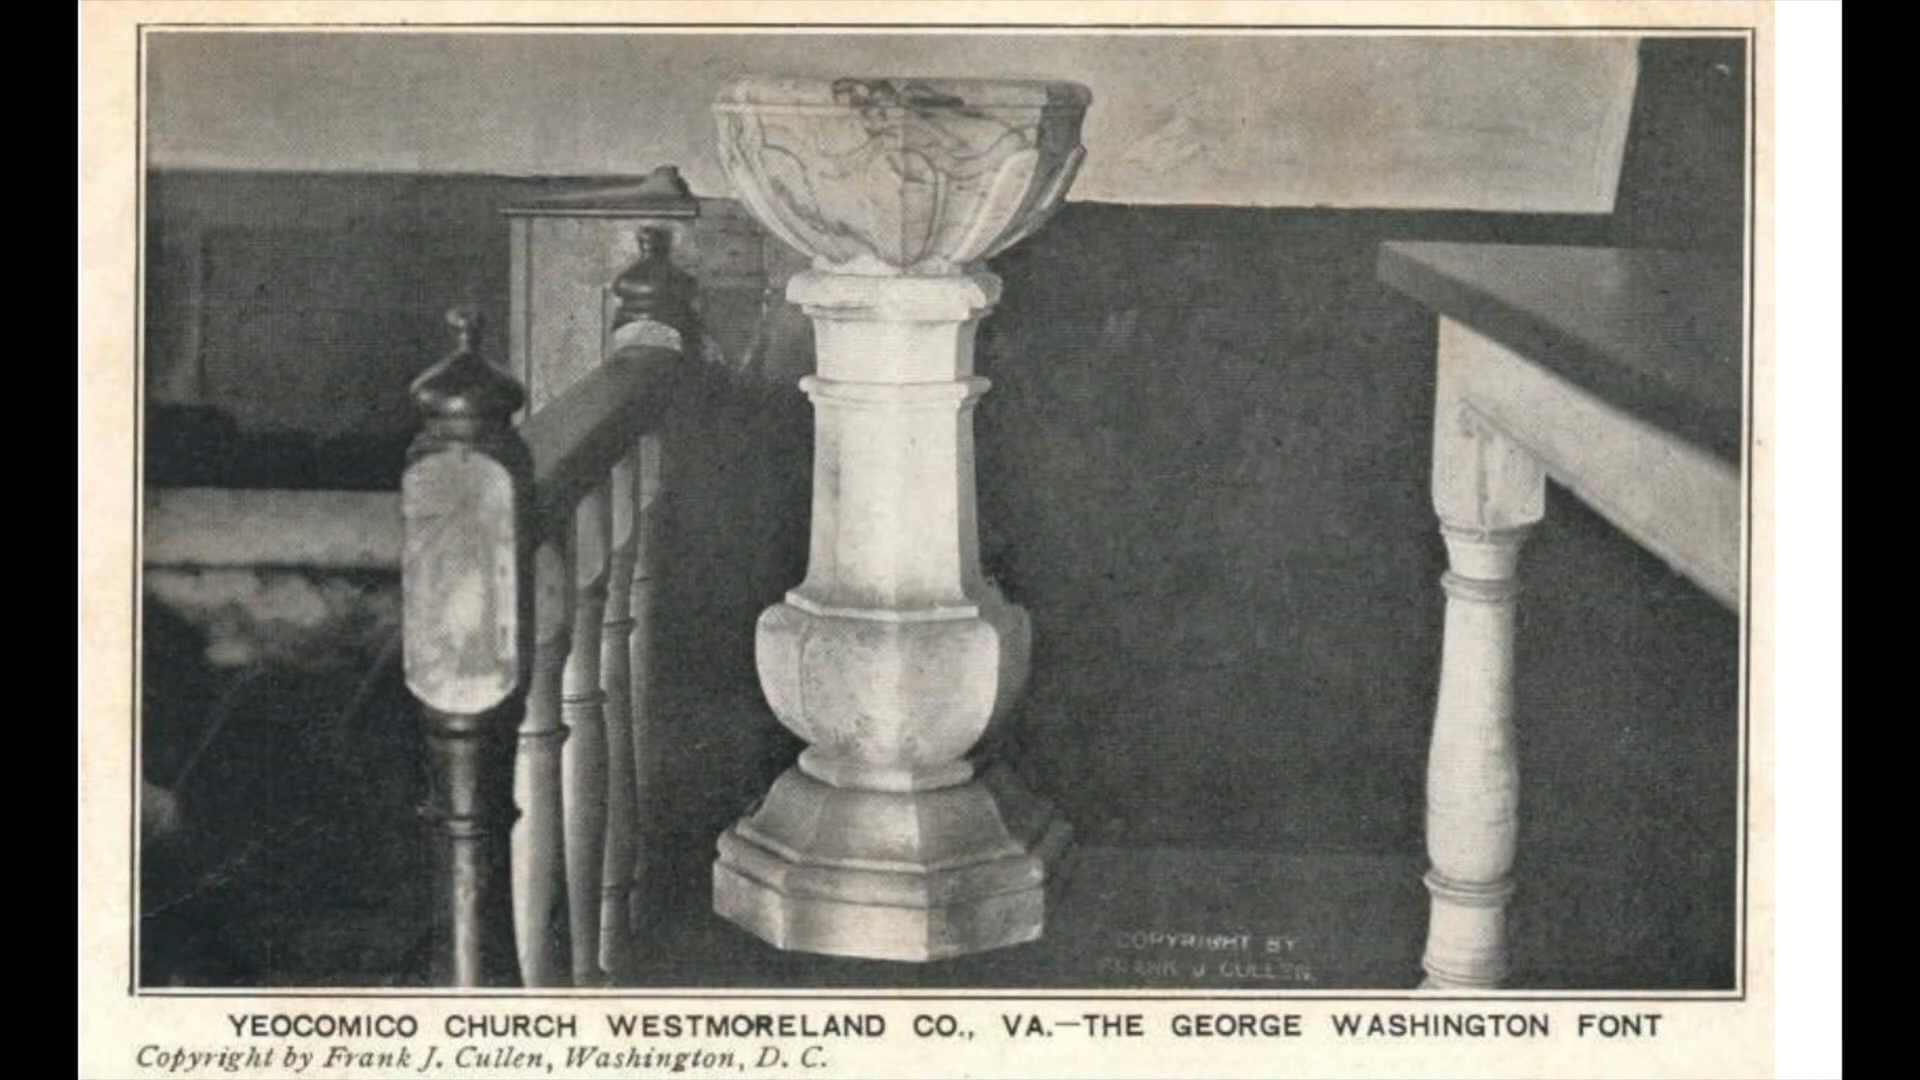 COPYRIGHT BY
FRANK J CULLEN
YEOCOMICO CHURCH WESTMORELAND CO., VA.—THE GEORGE WASHINGTON FONT
Copyright by Frank J. Cullen, Washington, D. C.